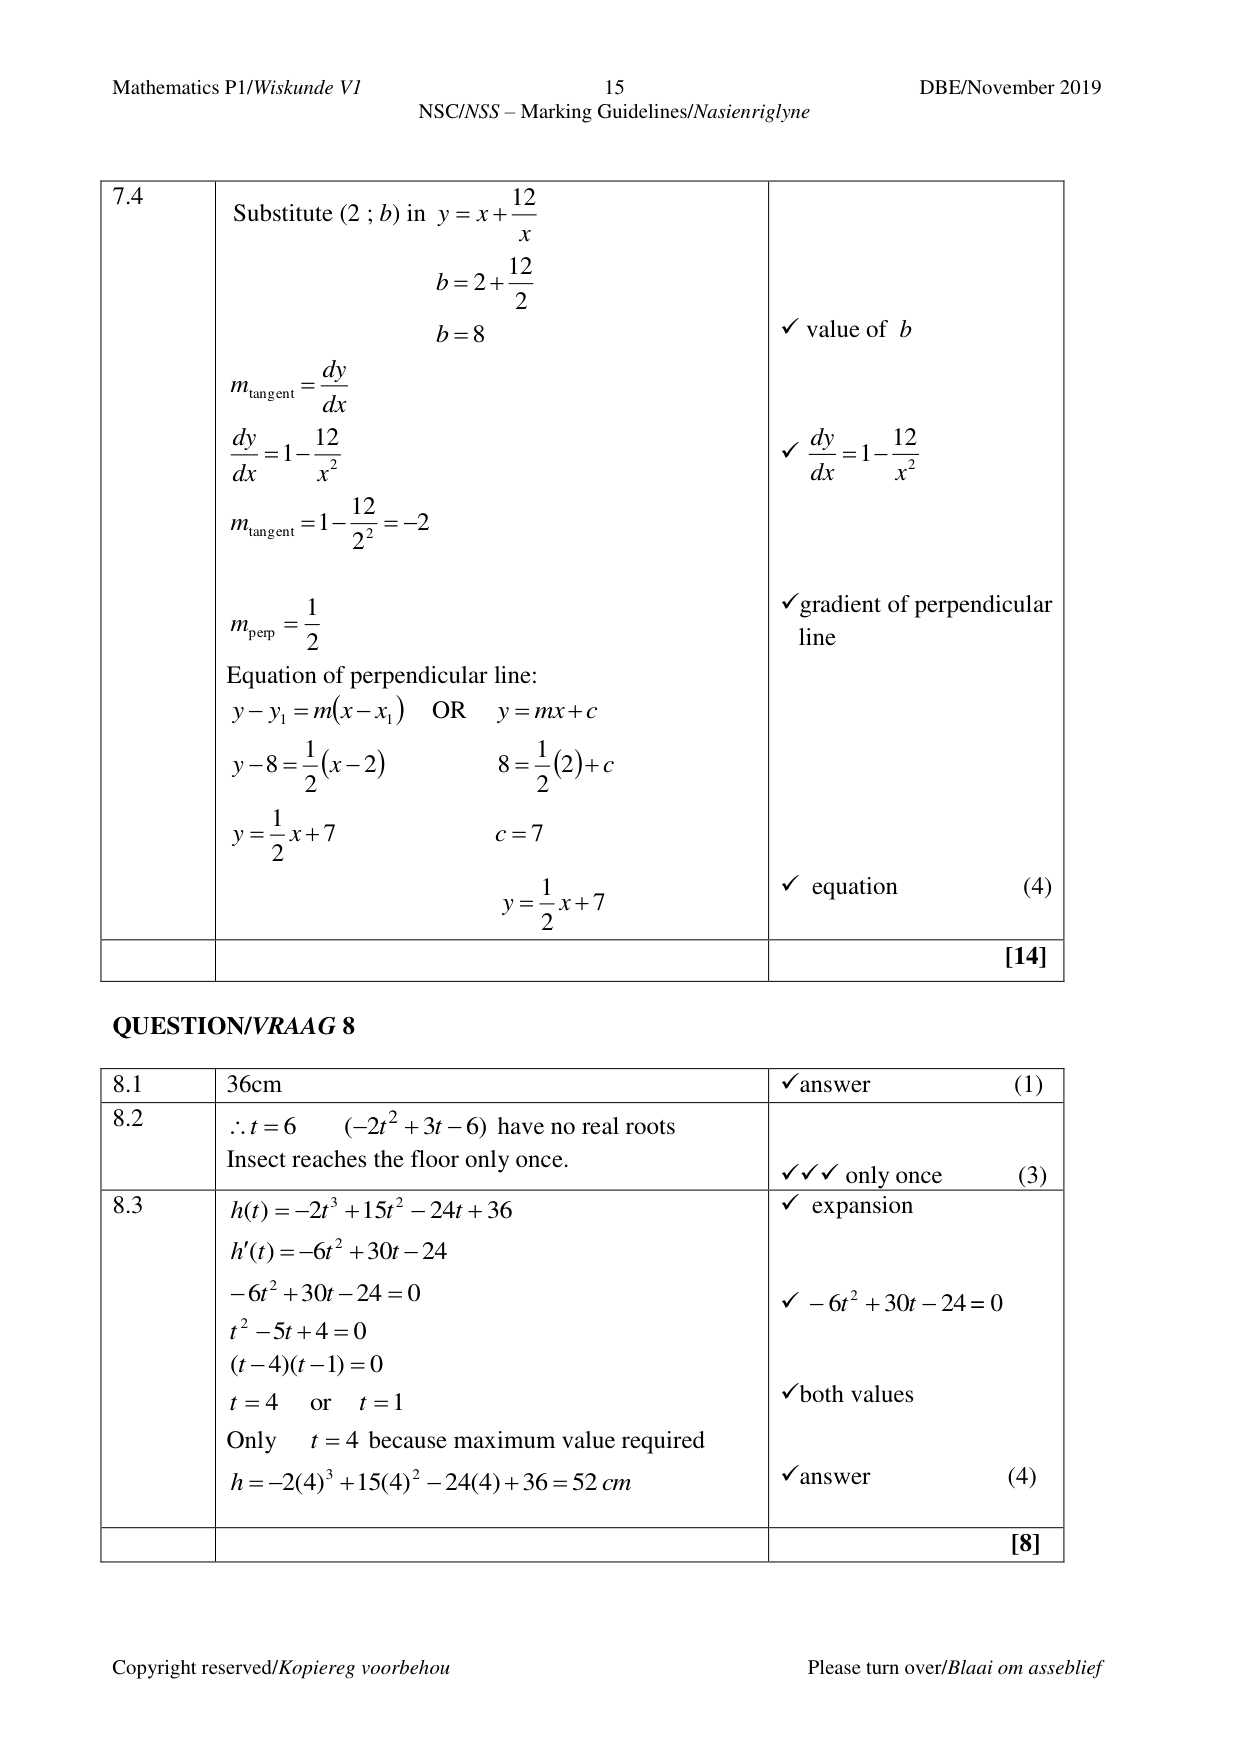 Mathematics P1/Wiskunde V1 15 DBE/November 2019
NSC/NSS – Marking Guidelines/Nasienriglyne
7.4
Substitute (2 ; b) in y = x + 12/x
b = 2 + 12/2
b = 8
✓ value of b
m_tangent = dy/dx
dy/dx = 1 − 12/x²
✓ dy/dx = 1 − 12/x²
m_tangent = 1 − 12/2² = −2
m_perp = 1/2
✓gradient of perpendicular
line
Equation of perpendicular line:
y − y₁ = m(x − x₁) OR y = mx + c
y − 8 = 1/2(x − 2) 8 = 1/2(2) + c
y = 1/2 x + 7 c = 7
y = 1/2 x + 7
✓ equation (4)
[14]
QUESTION/VRAAG 8
8.1 36cm ✓answer (1)
8.2 ∴ t = 6 (−2t² + 3t − 6) have no real roots
Insect reaches the floor only once.
✓✓✓ only once (3)
8.3 h(t) = −2t³ + 15t² − 24t + 36 ✓ expansion
h′(t) = −6t² + 30t − 24
− 6t² + 30t − 24 = 0 ✓ − 6t² + 30t − 24 = 0
t² − 5t + 4 = 0
(t − 4)(t − 1) = 0
t = 4 or t = 1 ✓both values
Only t = 4 because maximum value required
h = −2(4)³ + 15(4)² − 24(4) + 36 = 52 cm ✓answer (4)
[8]
Copyright reserved/Kopiereg voorbehou Please turn over/Blaai om asseblief